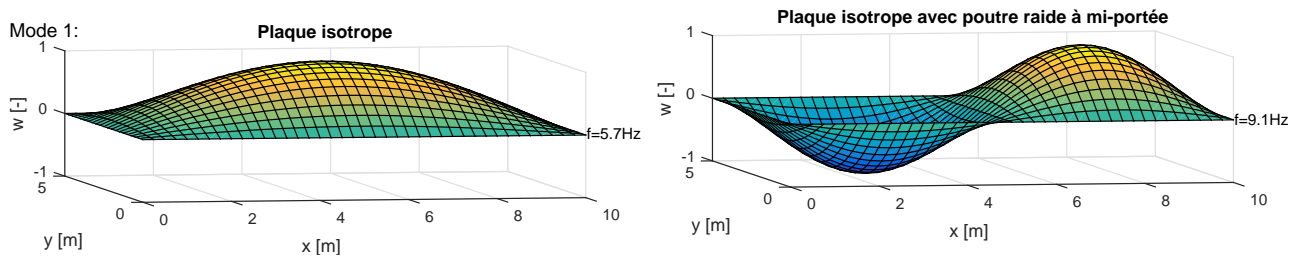 Mode 1:
Plaque isotrope
1
0
-1
w [-]
5
0
y [m]
0
2
4
6
8
10
x [m]
f=5.7Hz
Plaque isotrope avec poutre raide à mi-portée
1
0
-1
w [-]
5
0
y [m]
0
2
4
6
8
10
x [m]
f=9.1Hz